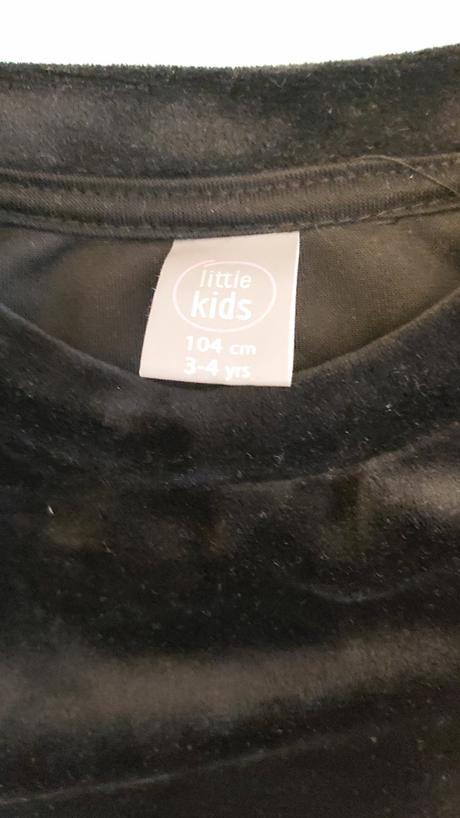 little
kids
104 cm
3-4 yrs